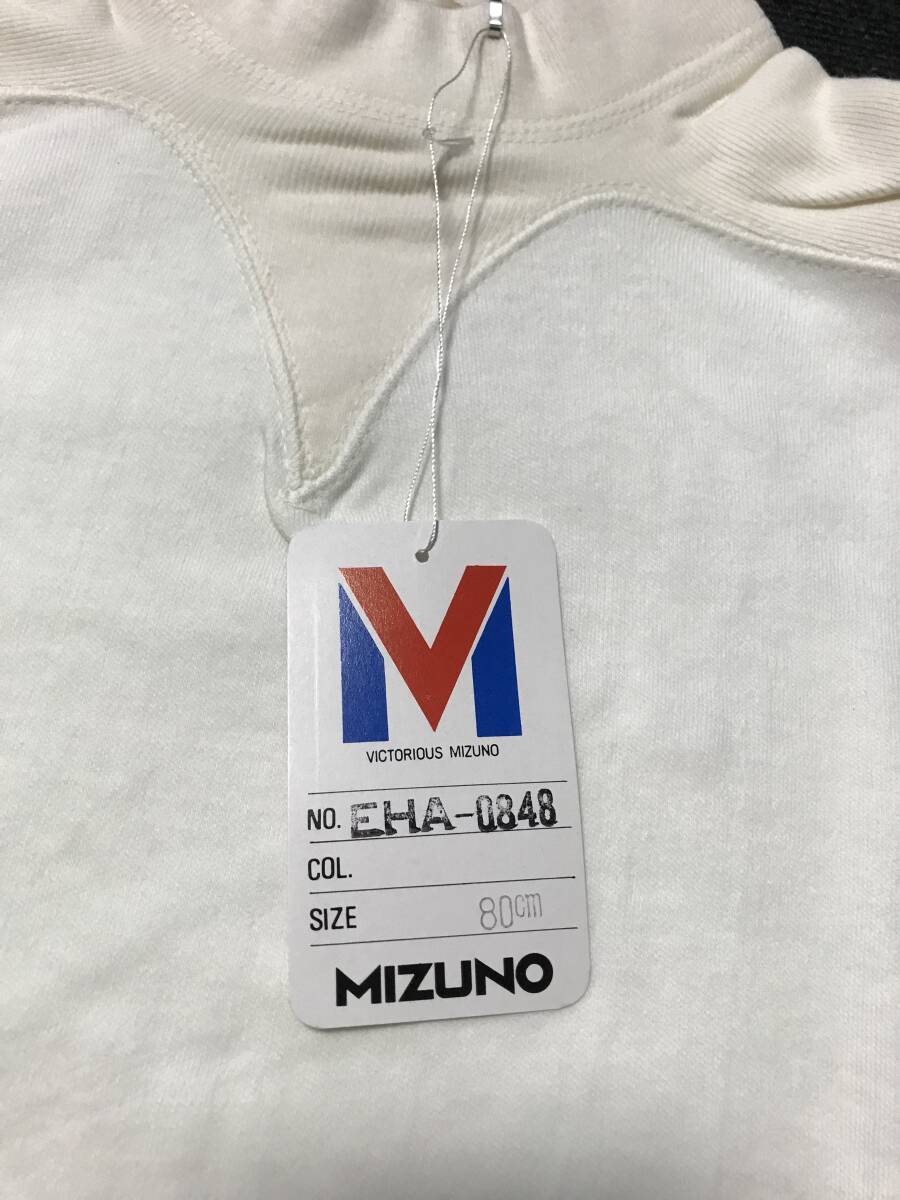 VICTORIOUS MIZUNO
NO. EHA-0848
COL.
SIZE 80cm
MIZUNO